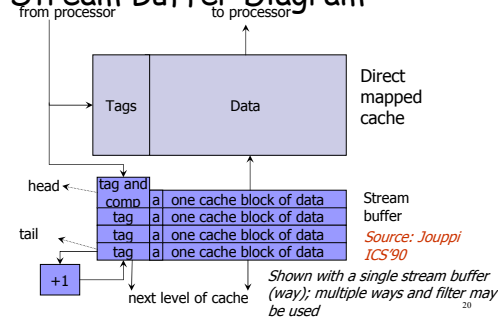 Stream Buffer Diagram
from processor
to processor
Tags
Data
Direct
mapped
cache
head
tag and
comp
a
one cache block of data
tag
a
one cache block of data
tag
a
one cache block of data
tag
a
one cache block of data
Stream
buffer
tail
Source: Jouppi
ICS'90
+1
next level of cache
Shown with a single stream buffer
(way); multiple ways and filter may
be used
20